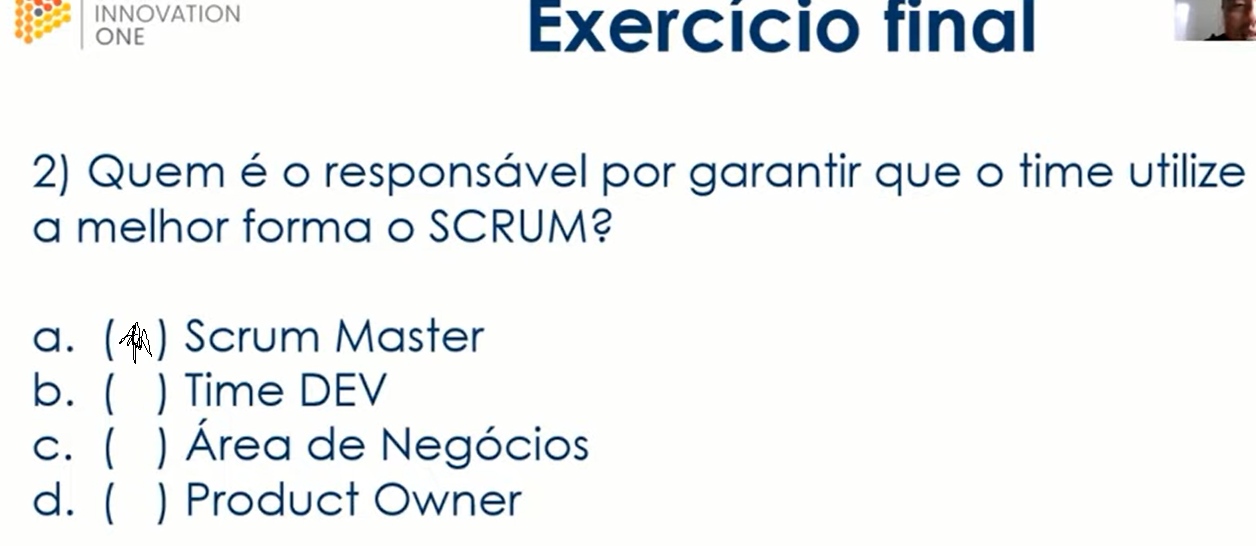 INNOVATION
ONE
Exercício final
2) Quem é o responsável por garantir que o time utilize
a melhor forma o SCRUM?
a. ( ) Scrum Master
b. ( ) Time DEV
c. ( ) Área de Negócios
d. ( ) Product Owner